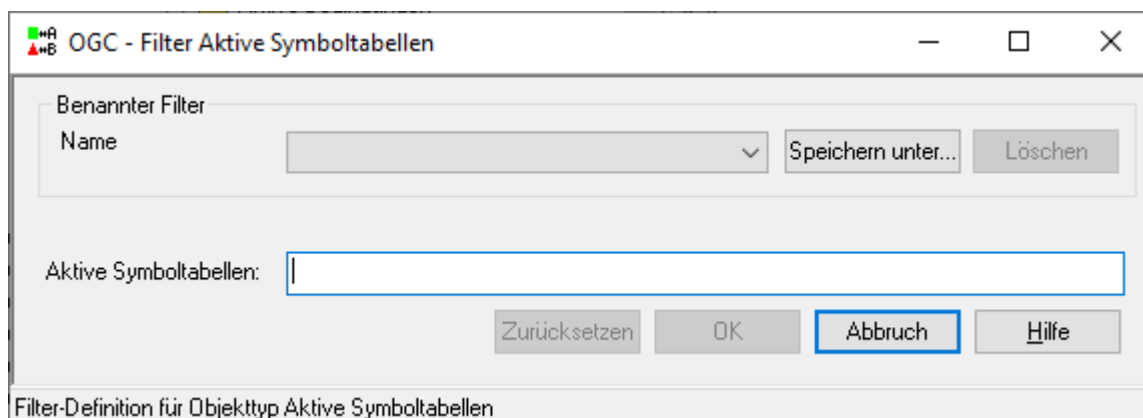 OGC - Filter Aktive Symboltabellen
Benannter Filter
Name
Speichern unter...
Löschen
Aktive Symboltabellen:
Zurücksetzen
OK
Abbruch
Hilfe
Filter-Definition für Objekttyp Aktive Symboltabellen